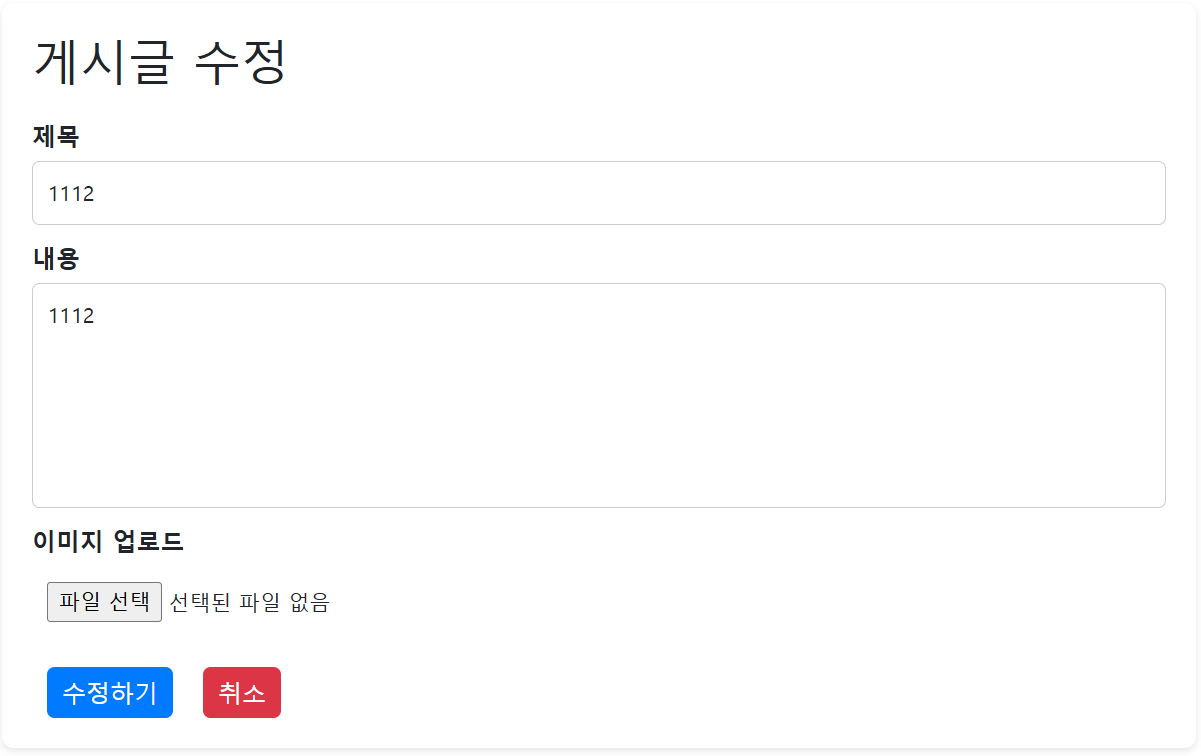 게시글 수정
제목
1112
내용
1112
이미지 업로드
파일 선택 선택된 파일 없음
수정하기 취소